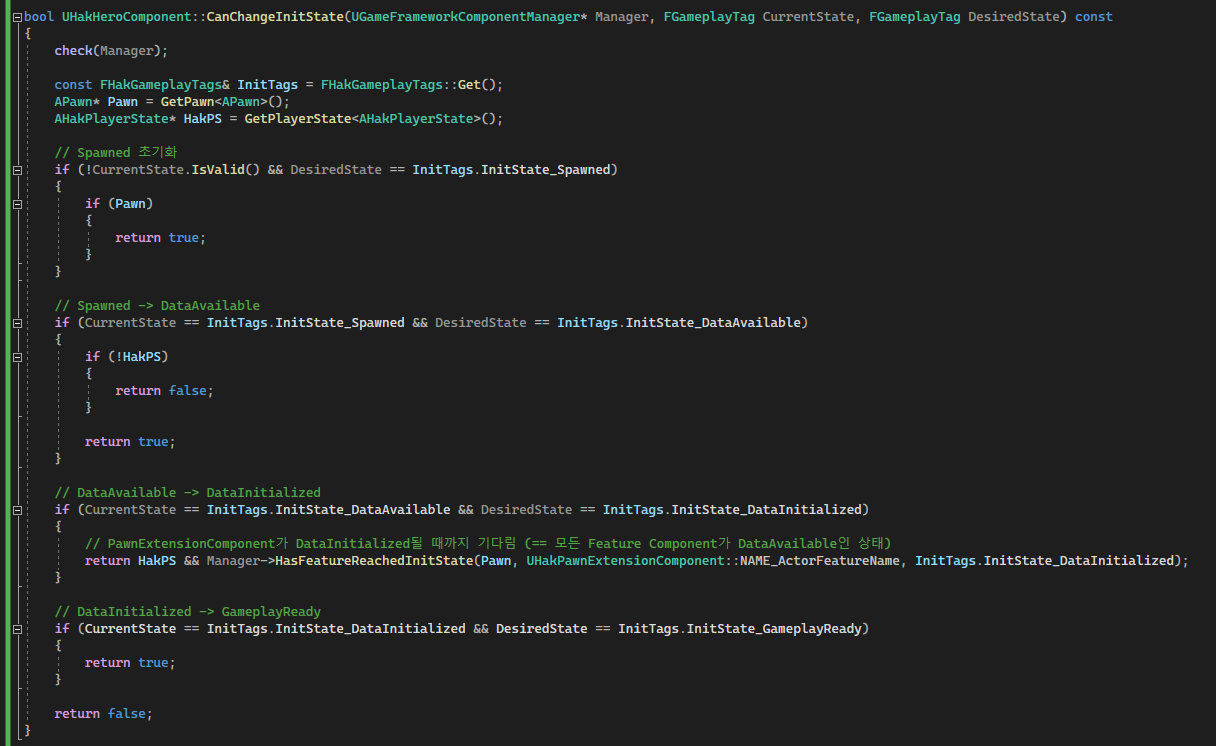 bool UHakHeroComponent::CanChangeInitState(UGameFrameworkComponentManager* Manager, FGameplayTag CurrentState, FGameplayTag DesiredState) const
{
    check(Manager);

    const FHakGameplayTags& InitTags = FHakGameplayTags::Get();
    APawn* Pawn = GetPawn<APawn>();
    AHakPlayerState* HakPS = GetPlayerState<AHakPlayerState>();

    // Spawned 초기화
    if (!CurrentState.IsValid() && DesiredState == InitTags.InitState_Spawned)
    {
        if (Pawn)
        {
            return true;
        }
    }

    // Spawned -> DataAvailable
    if (CurrentState == InitTags.InitState_Spawned && DesiredState == InitTags.InitState_DataAvailable)
    {
        if (!HakPS)
        {
            return false;
        }

        return true;
    }

    // DataAvailable -> DataInitialized
    if (CurrentState == InitTags.InitState_DataAvailable && DesiredState == InitTags.InitState_DataInitialized)
    {
        // PawnExtensionComponent가 DataInitialized될 때까지 기다림 (== 모든 Feature Component가 DataAvailable인 상태)
        return HakPS && Manager->HasFeatureReachedInitState(Pawn, UHakPawnExtensionComponent::NAME_ActorFeatureName, InitTags.InitState_DataInitialized);
    }

    // DataInitialized -> GameplayReady
    if (CurrentState == InitTags.InitState_DataInitialized && DesiredState == InitTags.InitState_GameplayReady)
    {
        return true;
    }

    return false;
}